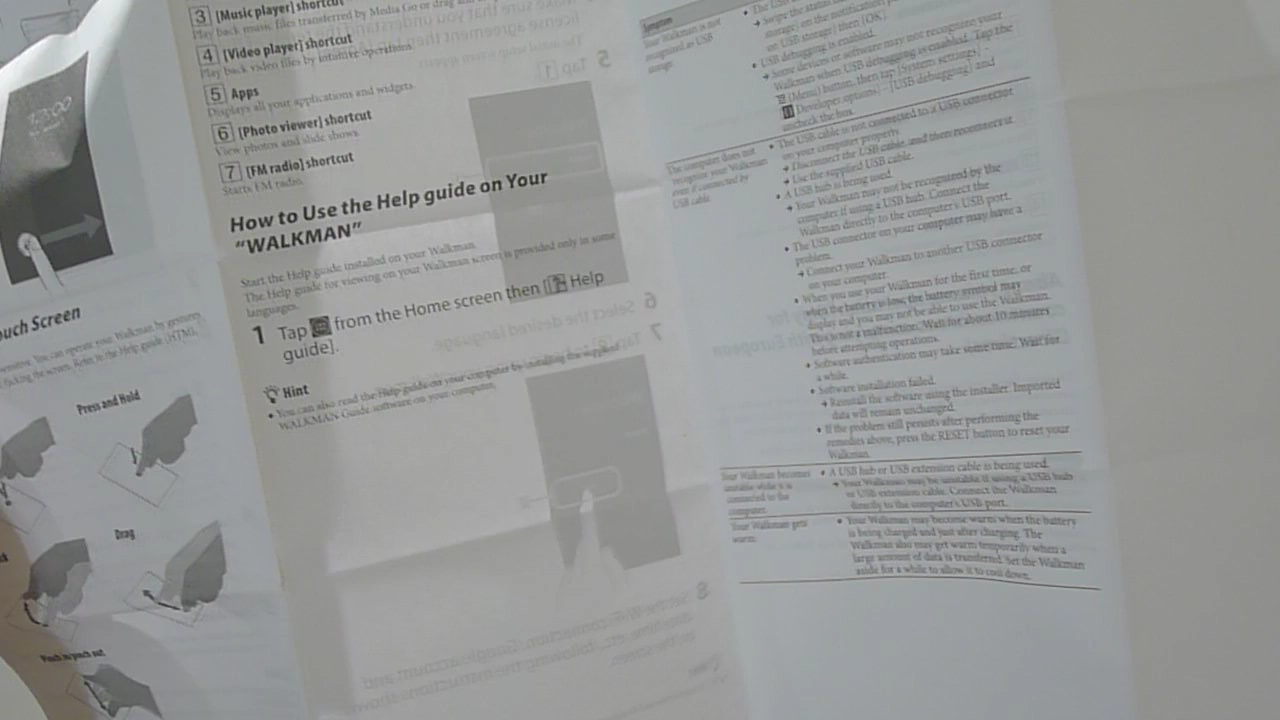 ouch Screen
Press and Hold
Drag
3 [Music player] shortcut
Play back music files transferred by Media Go or drag
4 [Video player] shortcut
Play back video files by intuitive operations.
5 Apps
Displays all your applications and widgets.
6 [Photo viewer] shortcut
View photos and slide shows.
7 [FM radio] shortcut
Starts FM radio.
How to Use the Help guide on Your
“WALKMAN”
Start the Help guide installed on your Walkman.
The Help guide for viewing on your Walkman screen is provided only in some
languages.
1 Tap from the Home screen then [ Help
guide].
Hint
• You can also read the Help guide on your computer by installing the supplied
WALKMAN Guide software on your computer.
Symptom
Your Walkman is not
recognized as USB
storage.
on USB storage] then [OK].
• USB debugging is enabled.
→ Some devices or software may not recognize your
Walkman when USB debugging is enabled. Tap the
(Menu) button, then tap [System settings] -
[ Developer options] - [USB debugging] and
uncheck the box.
The computer does not
recognize your Walkman
even if connected by
USB cable.
• The USB cable is not connected to a USB connector
on your computer properly.
→ Disconnect the USB cable, and then reconnect it.
→ Use the supplied USB cable.
• A USB hub is being used.
→ Your Walkman may not be recognized by the
computer if using a USB hub. Connect the
Walkman directly to the computer's USB port.
• The USB connector on your computer may have a
problem.
→ Connect your Walkman to another USB connector
on your computer.
• When you use your Walkman for the first time, or
when the battery is low, the battery symbol may
display and you may not be able to use the Walkman.
This is not a malfunction. Wait for about 10 minutes
before attempting operations.
• Software authentication may take some time. Wait for
a while.
• Software installation failed.
→ Reinstall the software using the installer. Imported
data will remain unchanged.
• If the problem still persists after performing the
remedies above, press the RESET button to reset your
Walkman.
Your Walkman becomes
unstable while it is
connected to the
computer.
• A USB hub or USB extension cable is being used.
→ Your Walkman may be unstable if using a USB hub
or USB extension cable. Connect the Walkman
directly to the computer's USB port.
Your Walkman gets
warm.
• Your Walkman may become warm when the battery
is being charged and just after charging. The
Walkman also may get warm temporarily when a
large amount of data is transferred. Set the Walkman
aside for a while to allow it to cool down.